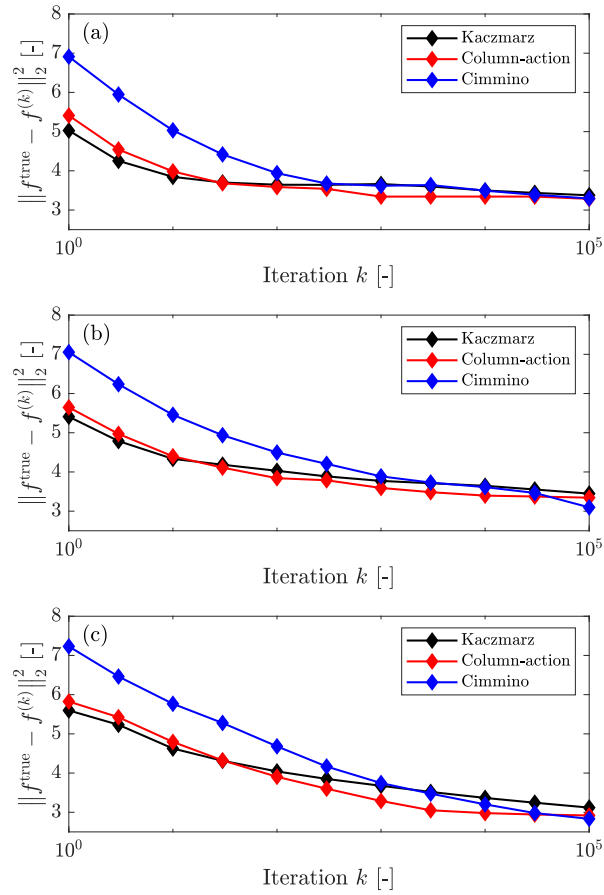 (a)
Kaczmarz
Column-action
Cimmino
8
7
6
5
4
3
||f^true − f^(k)||_2^2 [-]
10^0
10^5
Iteration k [-]
(b)
Kaczmarz
Column-action
Cimmino
8
7
6
5
4
3
||f^true − f^(k)||_2^2 [-]
10^0
10^5
Iteration k [-]
(c)
Kaczmarz
Column-action
Cimmino
8
7
6
5
4
3
||f^true − f^(k)||_2^2 [-]
10^0
10^5
Iteration k [-]